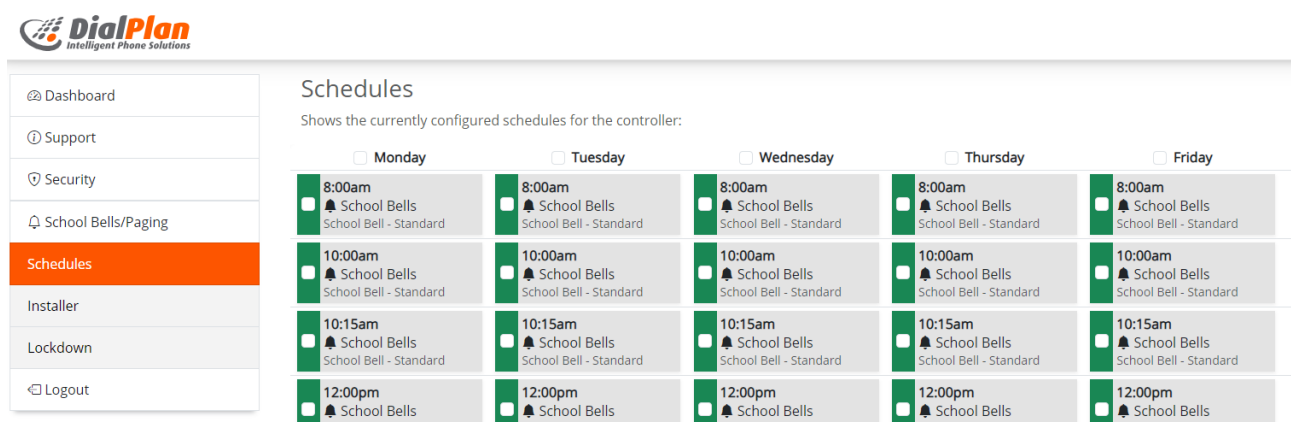 DialPlan
Intelligent Phone Solutions
Dashboard
Support
Security
School Bells/Paging
Schedules
Installer
Lockdown
Logout
Schedules
Shows the currently configured schedules for the controller:
Monday Tuesday Wednesday Thursday Friday
8:00am 8:00am 8:00am 8:00am 8:00am
School Bells School Bells School Bells School Bells School Bells
School Bell - Standard School Bell - Standard School Bell - Standard School Bell - Standard School Bell - Standard
10:00am 10:00am 10:00am 10:00am 10:00am
School Bells School Bells School Bells School Bells School Bells
School Bell - Standard School Bell - Standard School Bell - Standard School Bell - Standard School Bell - Standard
10:15am 10:15am 10:15am 10:15am 10:15am
School Bells School Bells School Bells School Bells School Bells
School Bell - Standard School Bell - Standard School Bell - Standard School Bell - Standard School Bell - Standard
12:00pm 12:00pm 12:00pm 12:00pm 12:00pm
School Bells School Bells School Bells School Bells School Bells